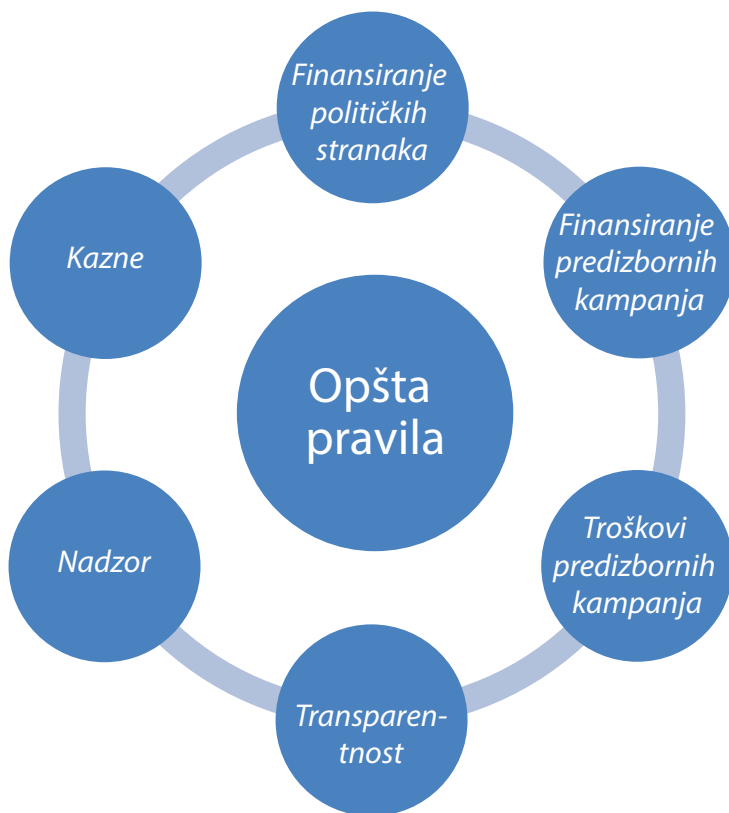 Finansiranje
političkih
stranaka
Finansiranje
predizbornih
kampanja
Troškovi
predizbornih
kampanja
Transparen-
tnost
Nadzor
Kazne
Opšta
pravila